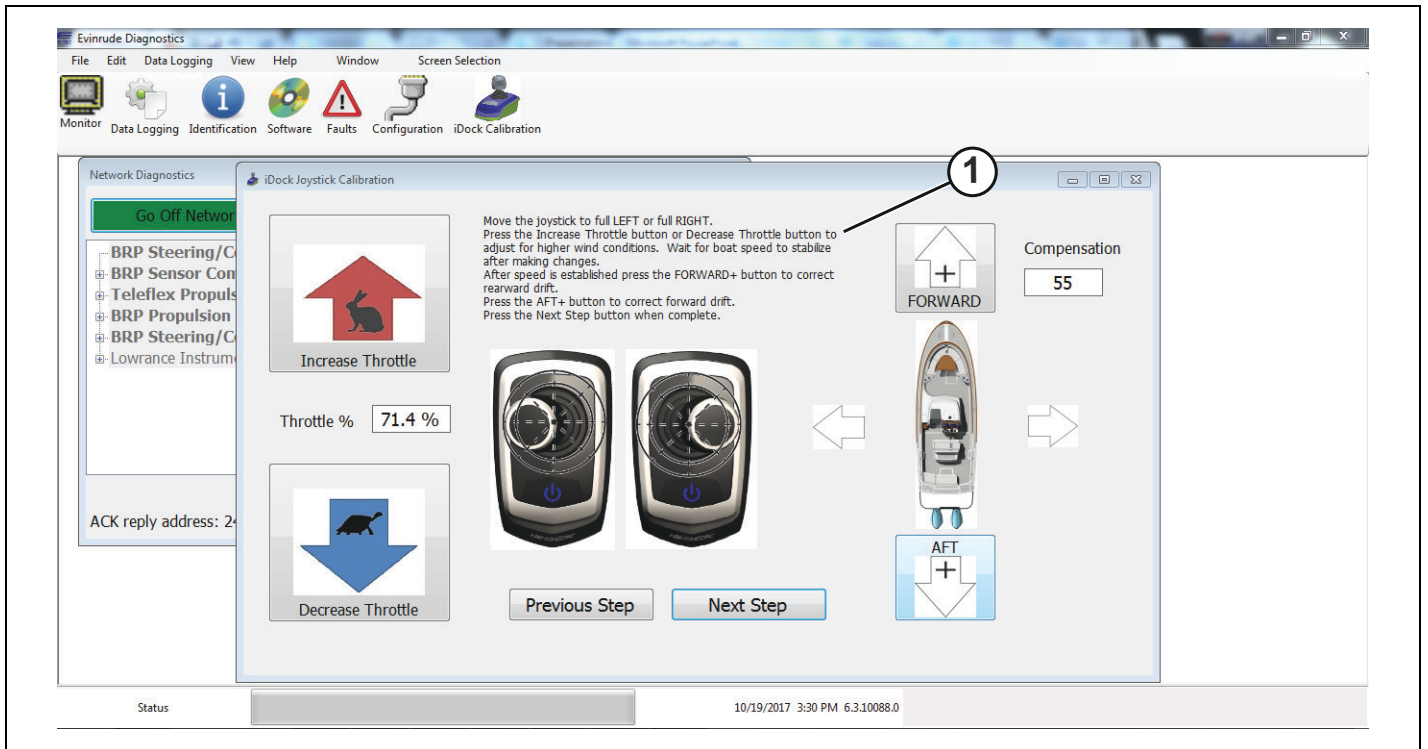 Evinrude Diagnostics
File Edit Data Logging View Help Window Screen Selection
Monitor Data Logging Identification Software Faults Configuration iDock Calibration
1
Network Diagnostics
Go Off Networ
BRP Steering/C
BRP Sensor Con
Teleflex Propuls
BRP Propulsion
BRP Steering/C
Lowrance Instrum
ACK reply address: 24
iDock Joystick Calibration
Increase Throttle
Throttle % 71.4 %
Decrease Throttle
Move the joystick to full LEFT or full RIGHT.
Press the Increase Throttle button or Decrease Throttle button to
adjust for higher wind conditions. Wait for boat speed to stabilize
after making changes.
After speed is established press the FORWARD+ button to correct
rearward drift.
Press the AFT+ button to correct forward drift.
Press the Next Step button when complete.
Previous Step Next Step
+
FORWARD
Compensation
55
AFT
+
Status 10/19/2017 3:30 PM 6.3.10088.0